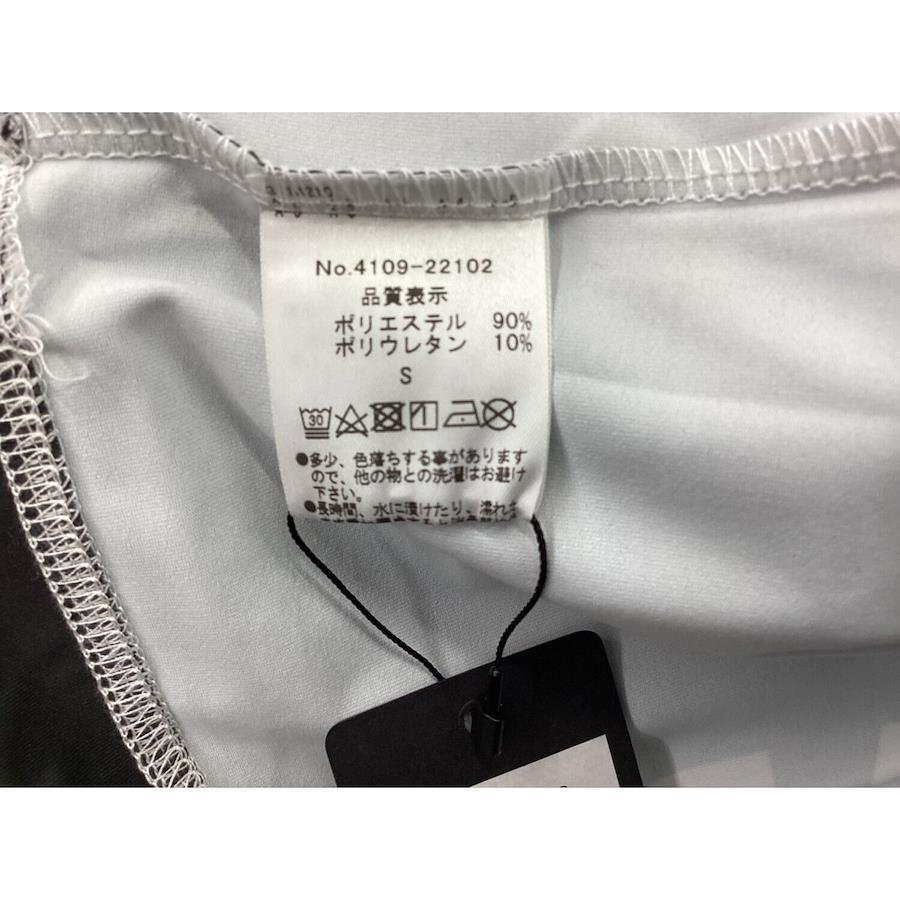 No.4109-22102
品質表示
ポリエステル 90%
ポリウレタン 10%
S
30
●多少、色落ちする事があります
ので、他の物との洗濯はお避け
下さい。
●長時間、水に漬けたり、濡れ